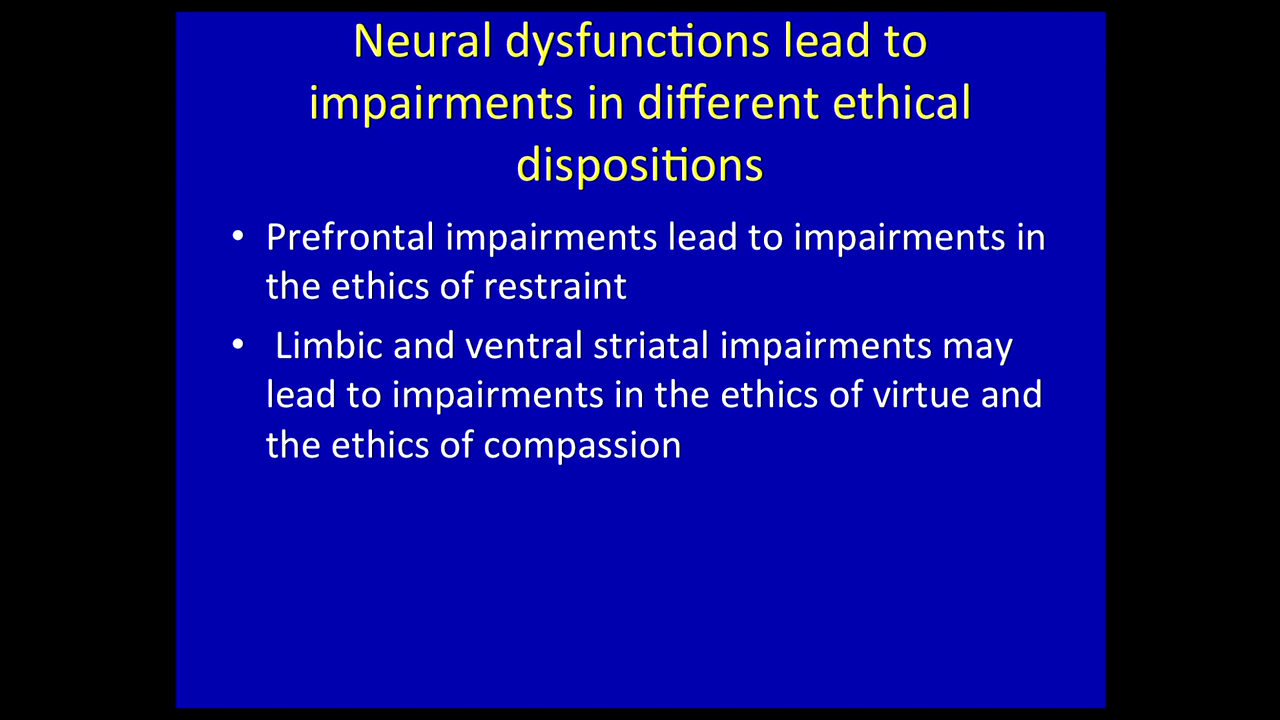 Neural dysfunctions lead to
impairments in different ethical
dispositions
• Prefrontal impairments lead to impairments in
the ethics of restraint
• Limbic and ventral striatal impairments may
lead to impairments in the ethics of virtue and
the ethics of compassion